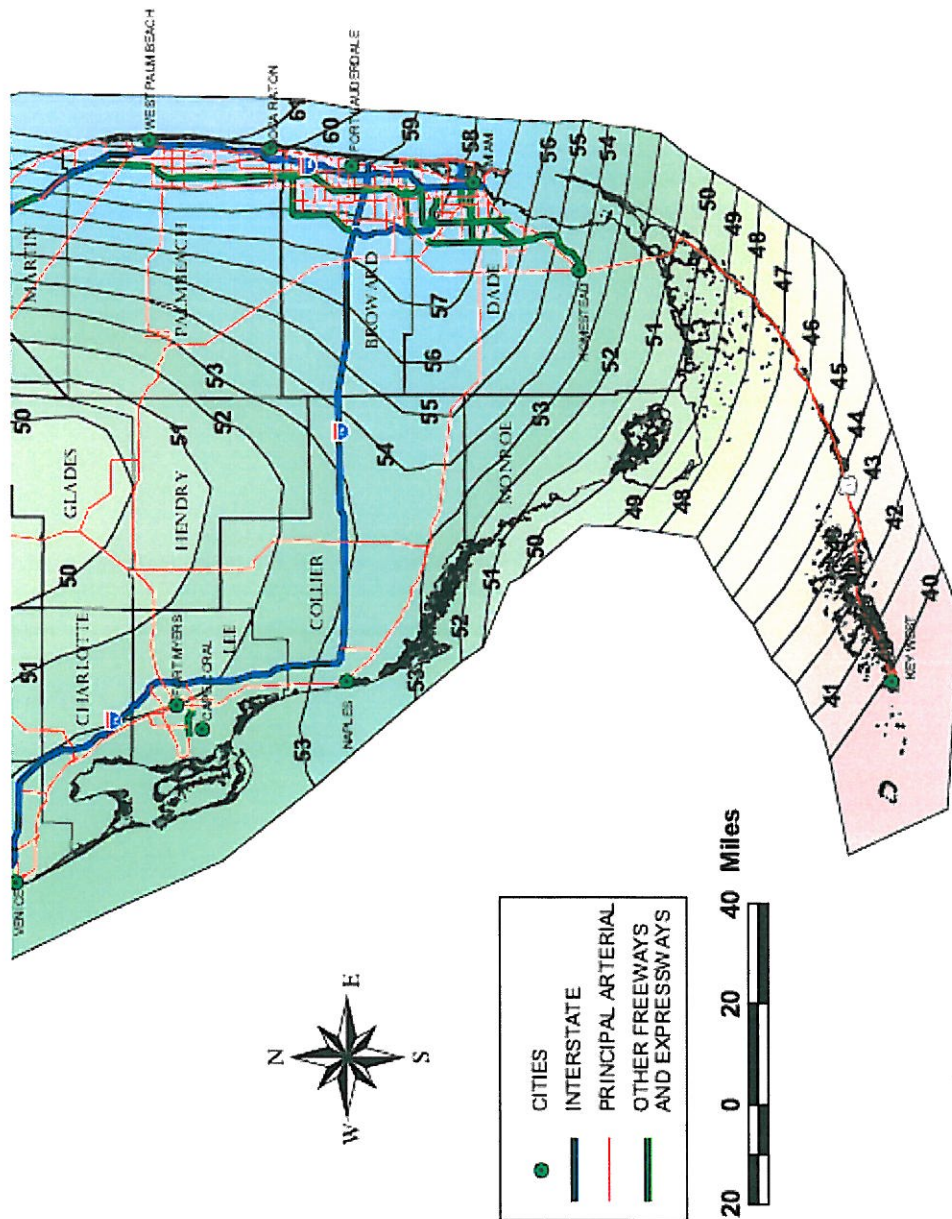 WEST PALM BEACH
BOCA RATON
FORT LAUDERDALE
MIAMI
HOMESTEAD
KEY WEST
NAPLES
FORT MYERS
CAPE CORAL
VENICE
MARTIN
PALMBEACH
BROWARD
DADE
MONROE
COLLIER
HENDRY
GLADES
LEE
CHARLOTTE
61
60
59
58
57
56
56
55
55
54
54
53
53
53
53
53
52
52
52
51
51
51
51
50
50
50
50
49
49
48
48
47
46
45
44
43
42
41
40
N
W
E
S
CITIES
INTERSTATE
PRINCIPAL ARTERIAL
OTHER FREEWAYS
AND EXPRESSWAYS
20 0 20 40 Miles